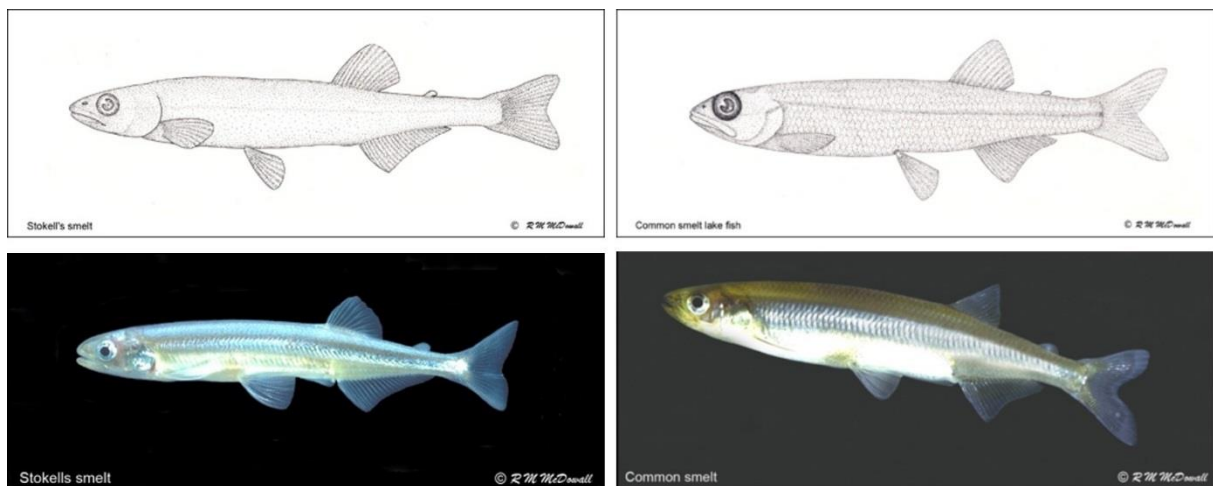 Stokell's smelt
© R M McDowall
Common smelt lake fish
© R M McDowall
Stokells smelt
© R M McDowall
Common smelt
© R M McDowall